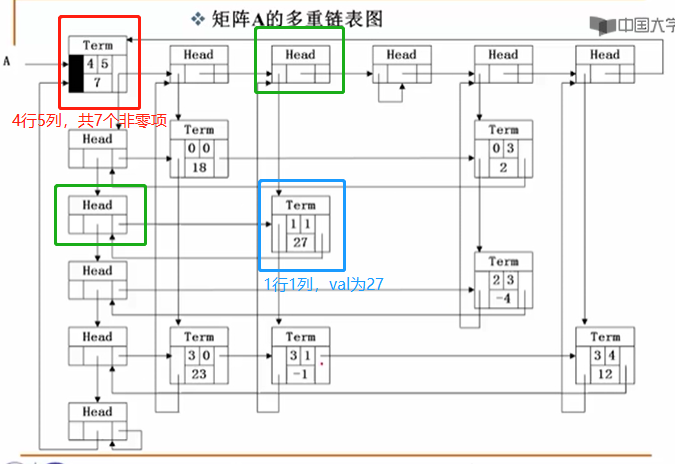 ❖ 矩阵A的多重链表图
中国大学
A
Term
4 5
7
Head
Head
Head
Head
Head
4行5列，共7个非零项
Head
Term
0 0
18
Term
0 3
2
Head
Term
1 1
27
1行1列，val为27
Head
Term
2 3
-4
Head
Term
3 0
23
Term
3 1
-1
Term
3 4
12
Head